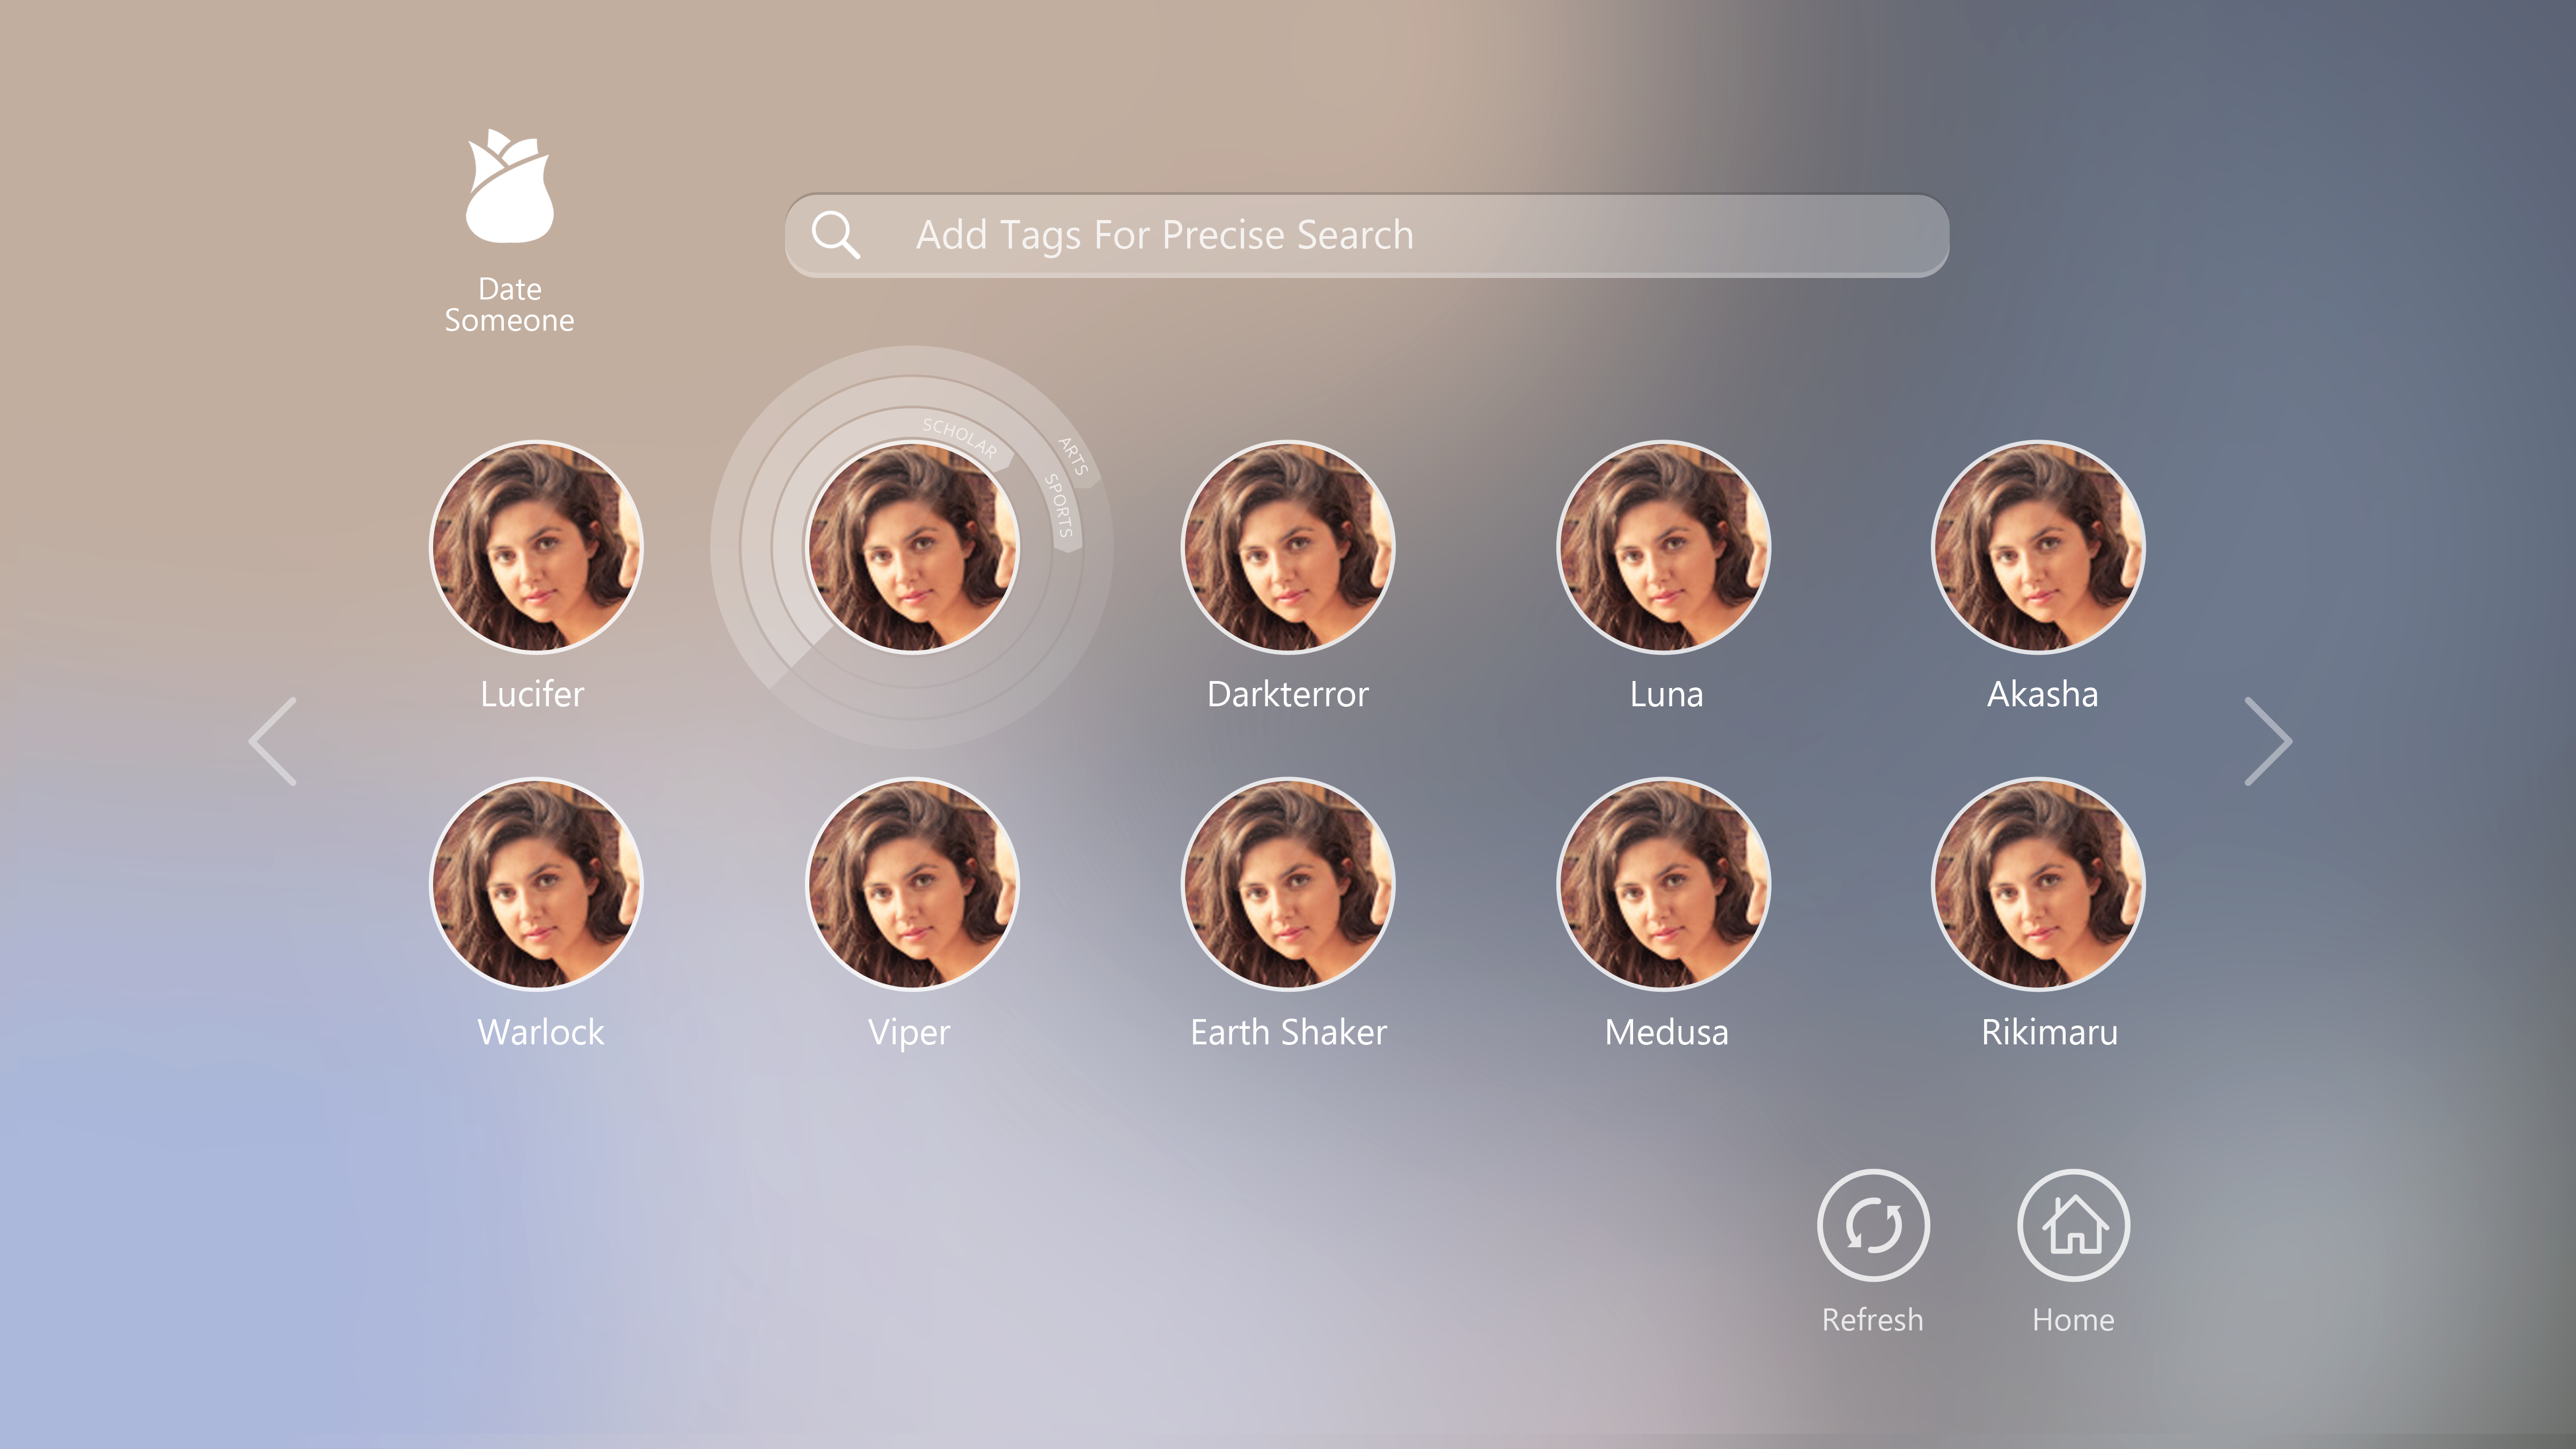 Date
Someone
Add Tags For Precise Search
SCHOLAR
ARTS
SPORTS
Lucifer
Darkterror
Luna
Akasha
Warlock
Viper
Earth Shaker
Medusa
Rikimaru
Refresh
Home